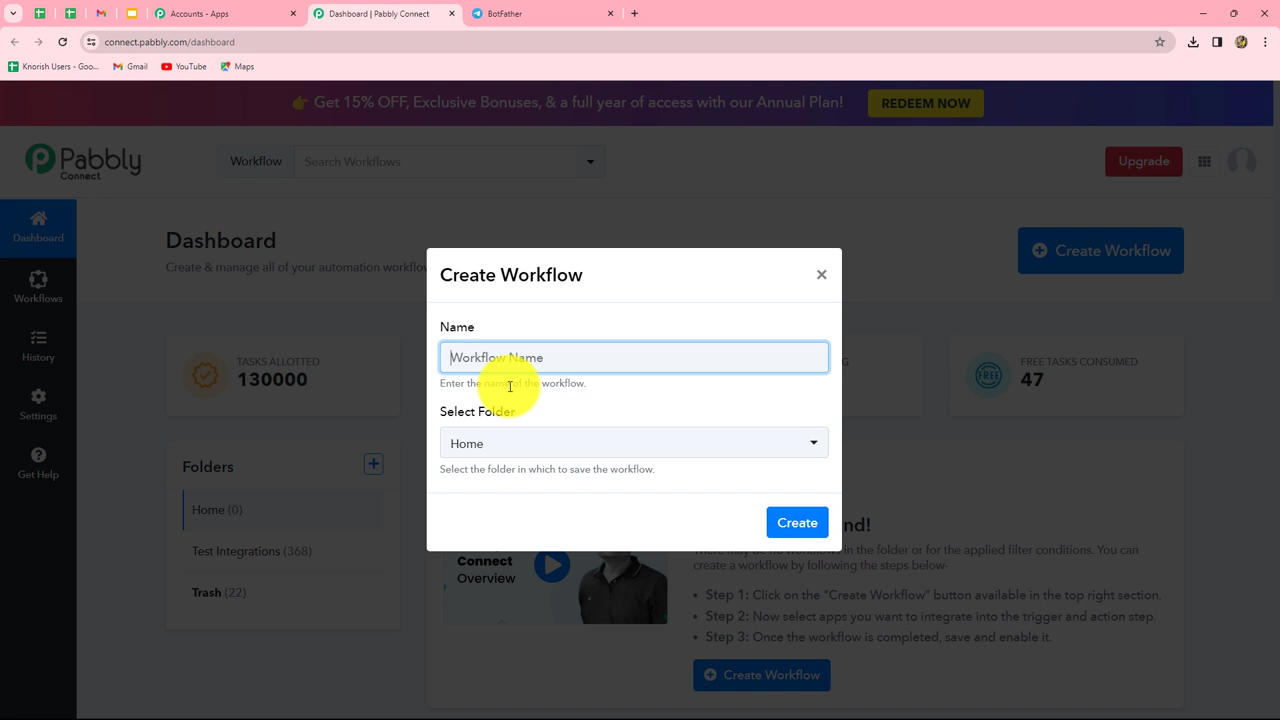 Accounts - Apps
Dashboard | Pabbly Connect
BotFather
connect.pabbly.com/dashboard
Knorish Users - Goo...
Gmail
YouTube
Maps
👉 Get 15% OFF, Exclusive Bonuses, & a full year of access with our Annual Plan!
REDEEM NOW
Pabbly
Connect
Workflow
Search Workflows
Upgrade
Dashboard
Workflows
History
Settings
Get Help
Dashboard
Create & manage all of your automation workflow
Create Workflow
TASKS ALLOTTED
130000
G
FREE TASKS CONSUMED
FREE
47
Create Workflow
×
Name
Workflow Name
Enter the name of the workflow.
Select Folder
Home
Select the folder in which to save the workflow.
Create
Folders
Home (0)
Test Integrations (368)
Trash (22)
Connect
Overview
nd!
There may be no workflows in the folder or for the applied filter conditions. You can
create a workflow by following the steps below-
• Step 1: Click on the "Create Workflow" button available in the top right section.
• Step 2: Now select apps you want to integrate into the trigger and action step.
• Step 3: Once the workflow is completed, save and enable it.
Create Workflow